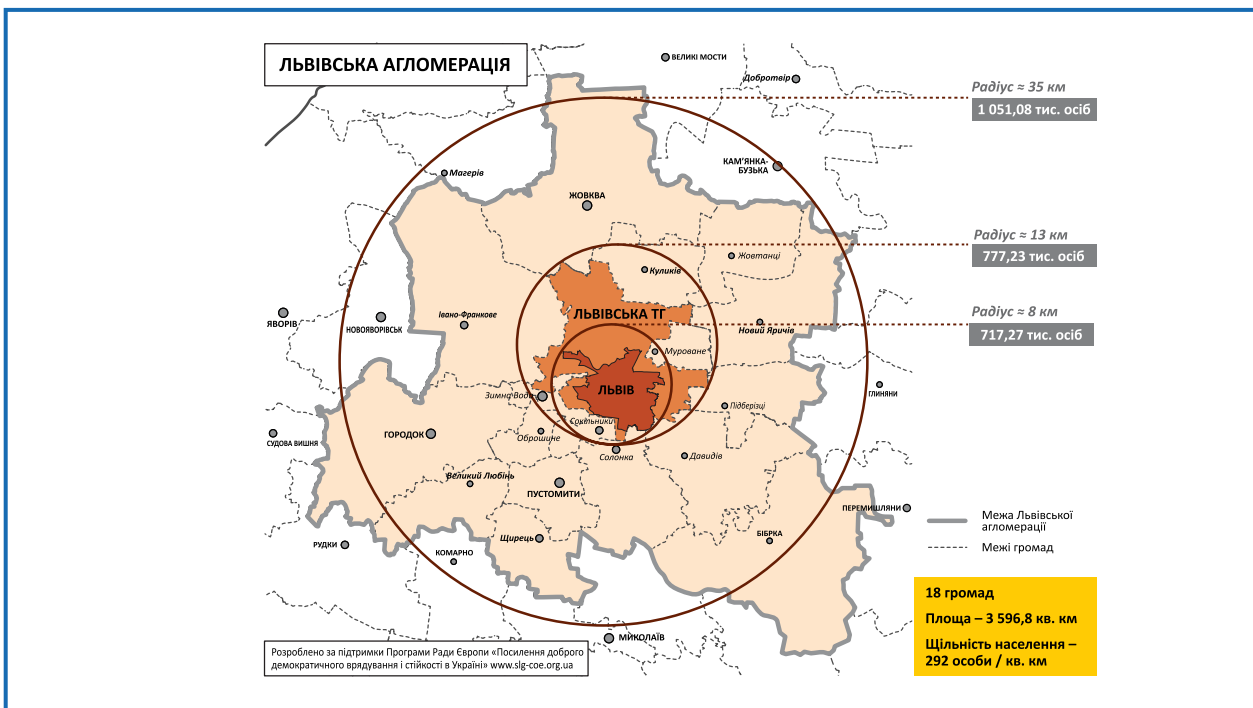 ЛЬВІВСЬКА АГЛОМЕРАЦІЯ
ВЕЛИКІ МОСТИ
Добротвір
Радіус ≈ 35 км
1 051,08 тис. осіб
КАМ'ЯНКА-
БУЗЬКА
Магерів
ЖОВКВА
Радіус ≈ 13 км
777,23 тис. осіб
Жовтанці
Куликів
ЛЬВІВСЬКА ТГ
Радіус ≈ 8 км
717,27 тис. осіб
ЯВОРІВ
НОВОЯВОРІВСЬК
Івано-Франкове
Новий Яричів
Муроване
ЛЬВІВ
Зимна Вода
ГЛИНЯНИ
Підберізці
Сокільники
ГОРОДОК
Оброшине
СУДОВА ВИШНЯ
Солонка
Давидів
Великий Любінь
ПУСТОМИТИ
ПЕРЕМИШЛЯНИ
Межа Львівської
агломерації
Межі громад
БІБРКА
Щирець
РУДКИ
КОМАРНО
МИКОЛАЇВ
18 громад
Площа – 3 596,8 кв. км
Щільність населення –
292 особи / кв. км
Розроблено за підтримки Програми Ради Європи «Посилення доброго
демократичного врядування і стійкості в Україні» www.slg-coe.org.ua